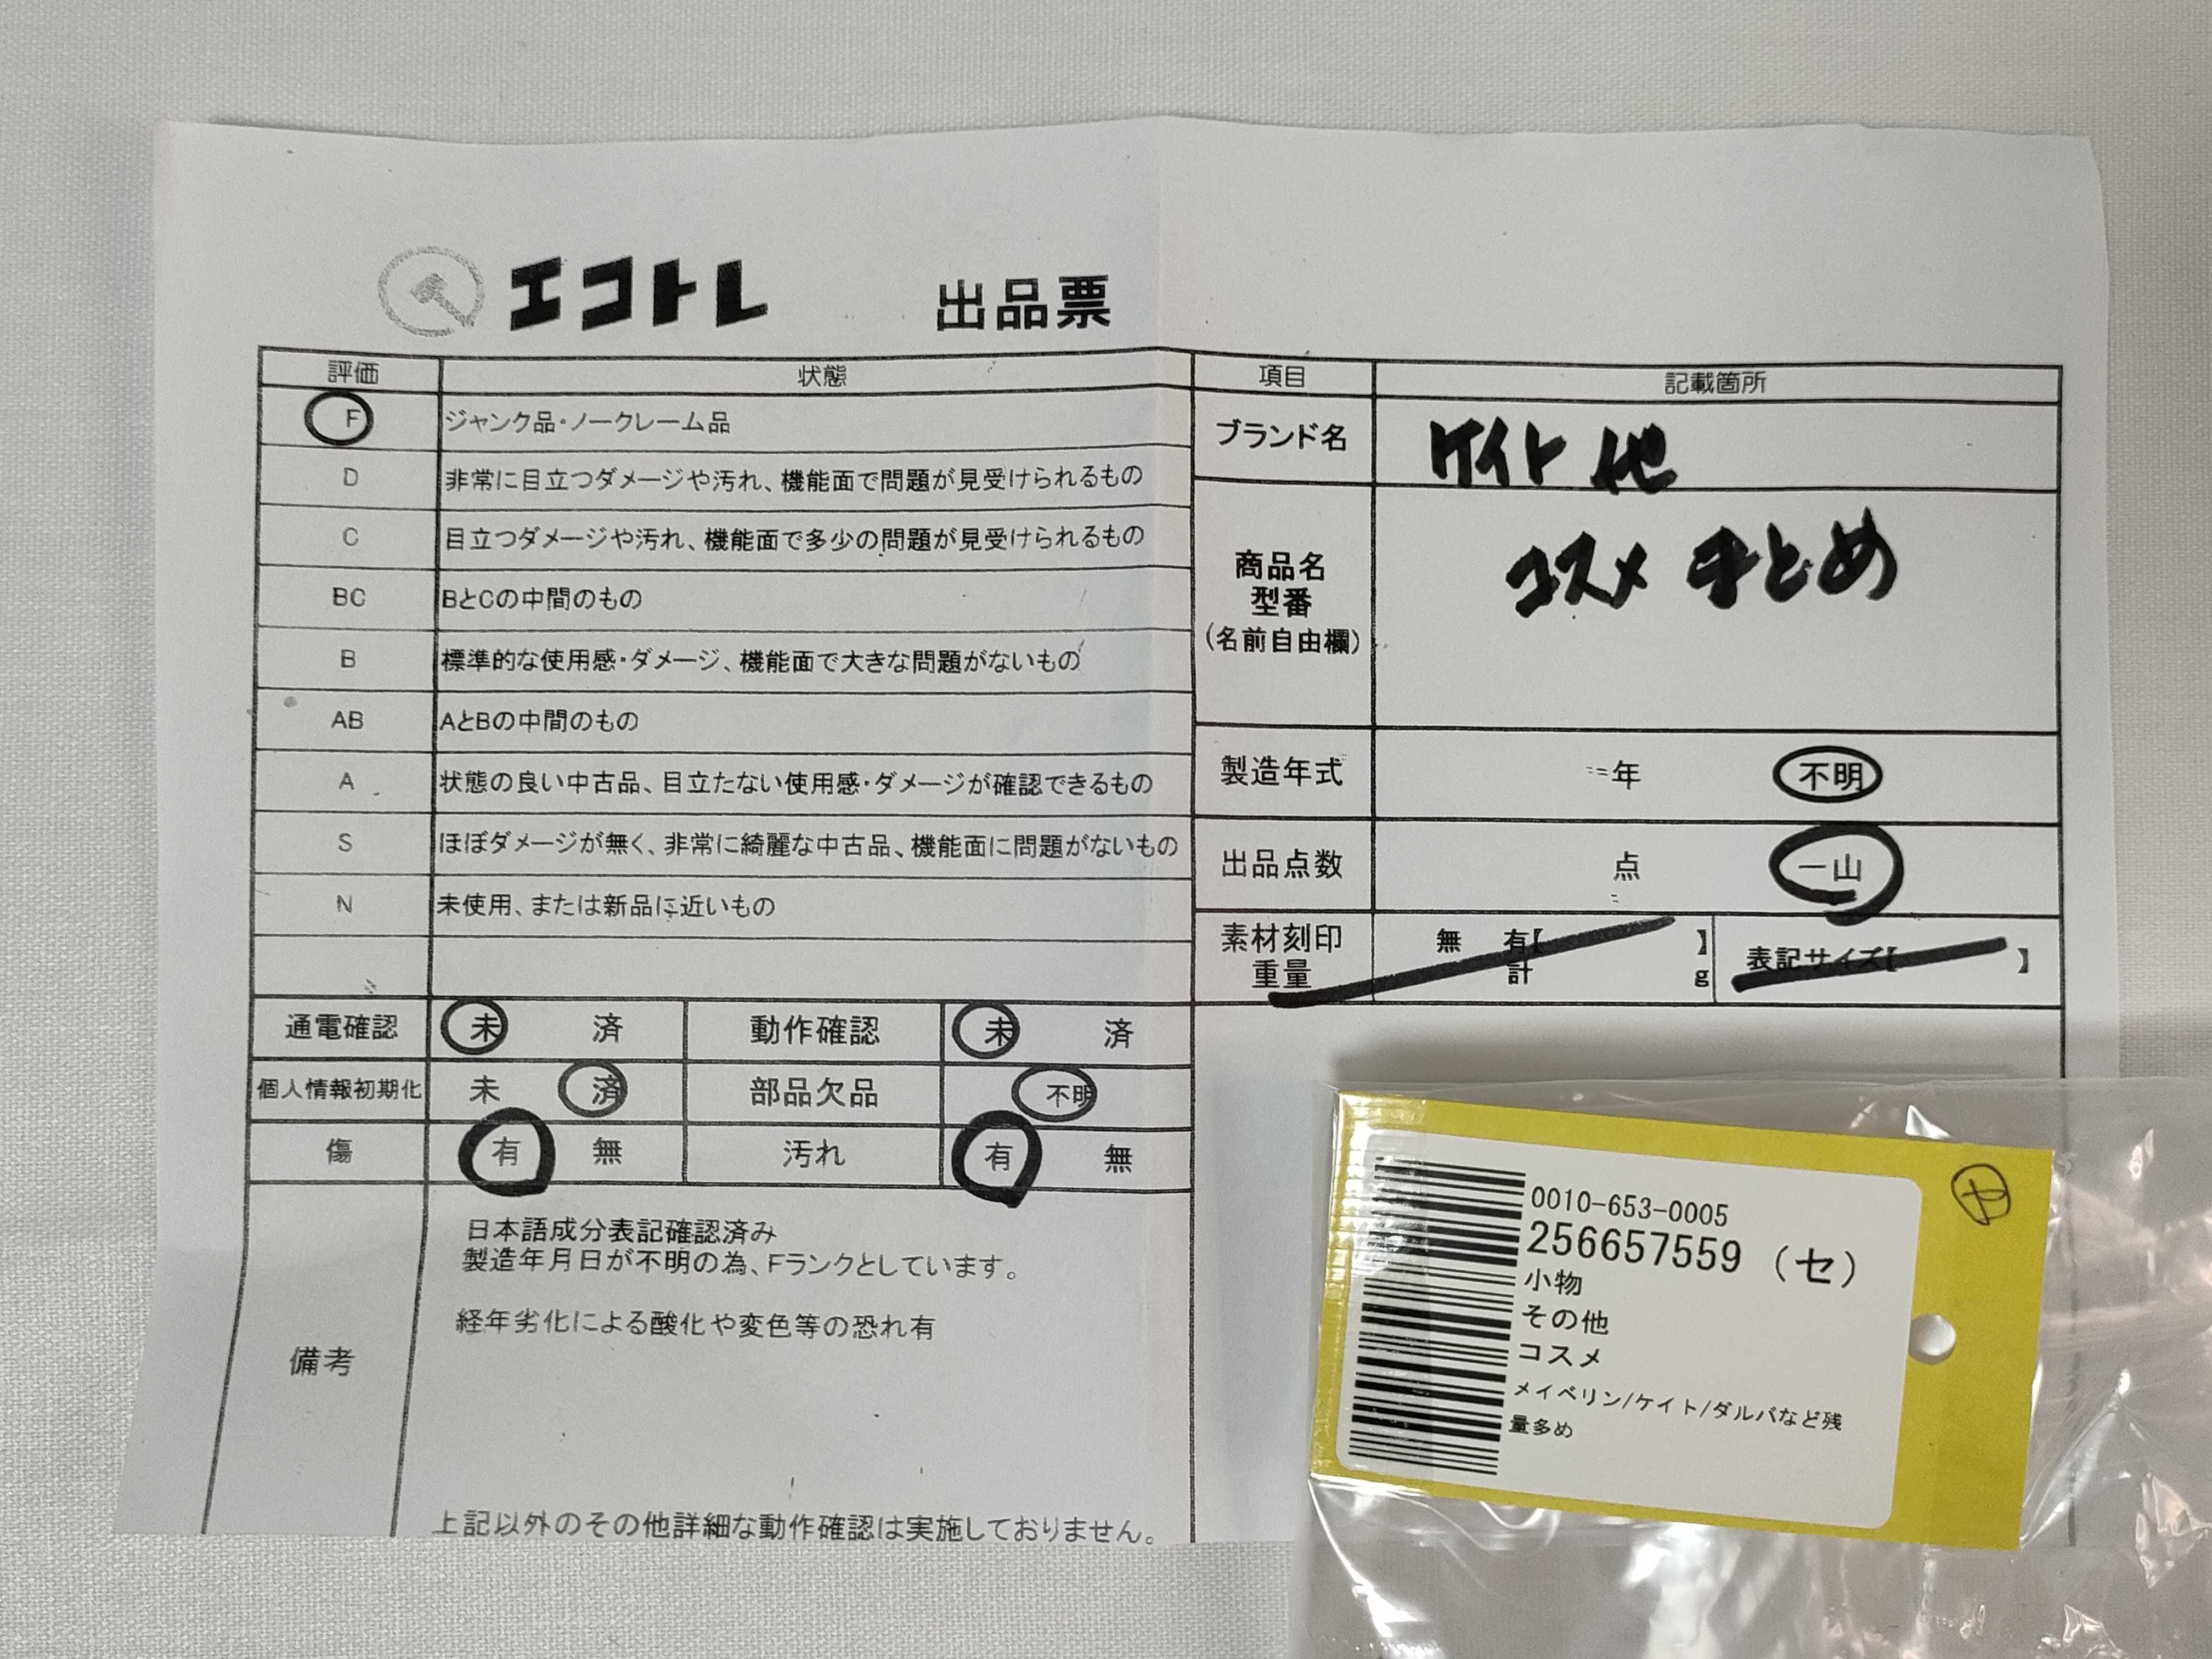 エコトレ 出品票
評価 状態
F ジャンク品・ノークレーム品
D 非常に目立つダメージや汚れ、機能面で問題が見受けられるもの
C 目立つダメージや汚れ、機能面で多少の問題が見受けられるもの
BC BとCの中間のもの
B 標準的な使用感・ダメージ、機能面で大きな問題がないもの
AB AとBの中間のもの
A 状態の良い中古品、目立たない使用感・ダメージが確認できるもの
S ほぼダメージが無く、非常に綺麗な中古品、機能面に問題がないもの
N 未使用、または新品に近いもの
通電確認 未 済 動作確認 未 済
個人情報初期化 未 済 部品欠品 不明
傷 有 無 汚れ 有 無
備考
日本語成分表記確認済み
製造年月日が不明の為、Fランクとしています。
経年劣化による酸化や変色等の恐れ有
上記以外のその他詳細な動作確認は実施しておりません。
項目 記載箇所
ブランド名 ケイト 他
商品名
型番
(名前自由欄)
コスメ まとめ
製造年式 年 不明
出品点数 点 一山
素材刻印 無 有【 】
重量 計 g
表記サイズ【 】
0010-653-0005
256657559 (セ)
小物
その他
コスメ
メイベリン/ケイト/ダルバなど残
量多め
や